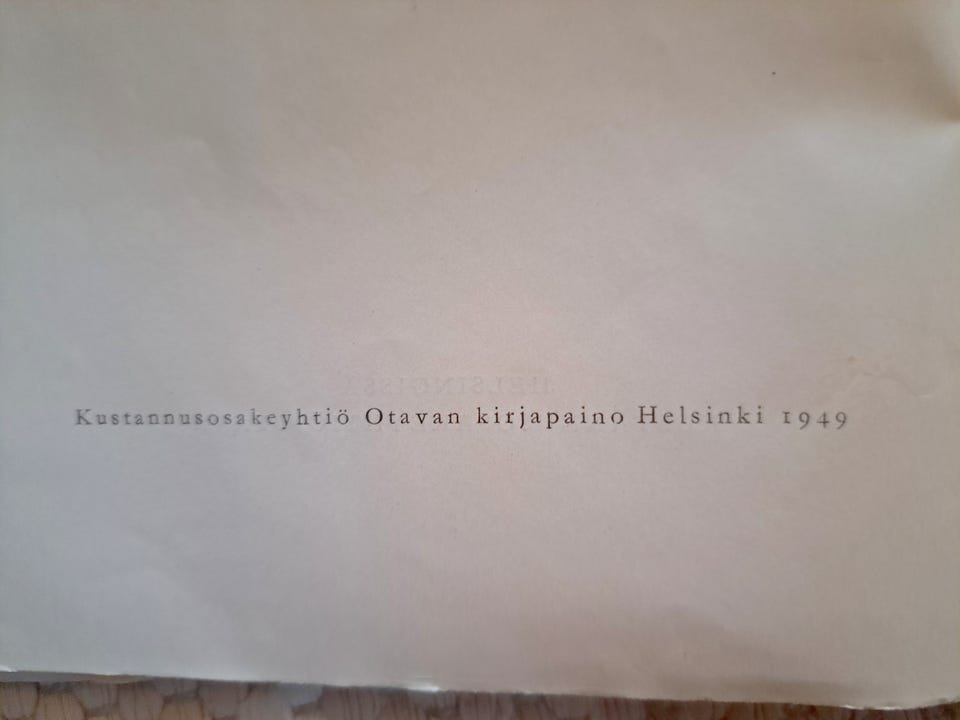 Kustannusosakeyhtiö Otavan kirjapaino Helsinki 1949